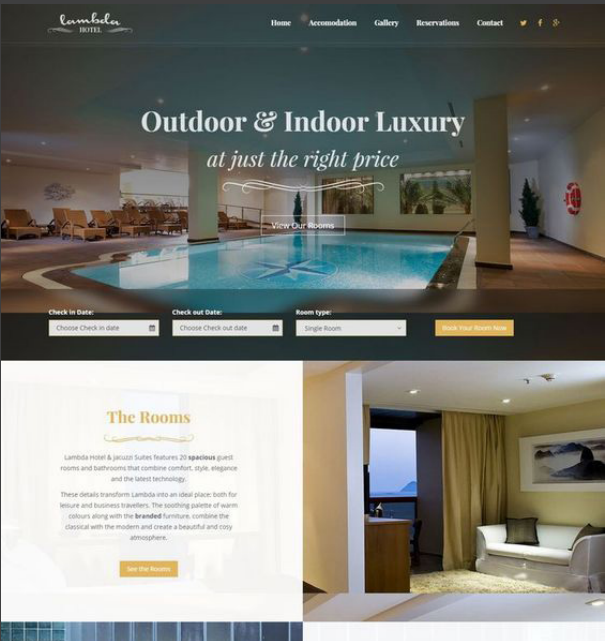 lambda
HOTEL
Home Accomodation Gallery Reservations Contact
Outdoor & Indoor Luxury
at just the right price
View Our Rooms
Check in Date: Check out Date: Room type:
Choose Check in date Choose Check out date Single Room Book Your Room Now
The Rooms
Lambda Hotel & Jacuzzi Suites features 20 spacious guest
rooms and bathrooms that combine comfort, style, elegance
and the latest technology.
These details transform Lambda into an ideal place; both for
leisure and business travellers. The soothing palette of warm
colours along with the branded furniture, combine the
classical with the modern and create a beautiful and cosy
atmosphere.
See the Rooms